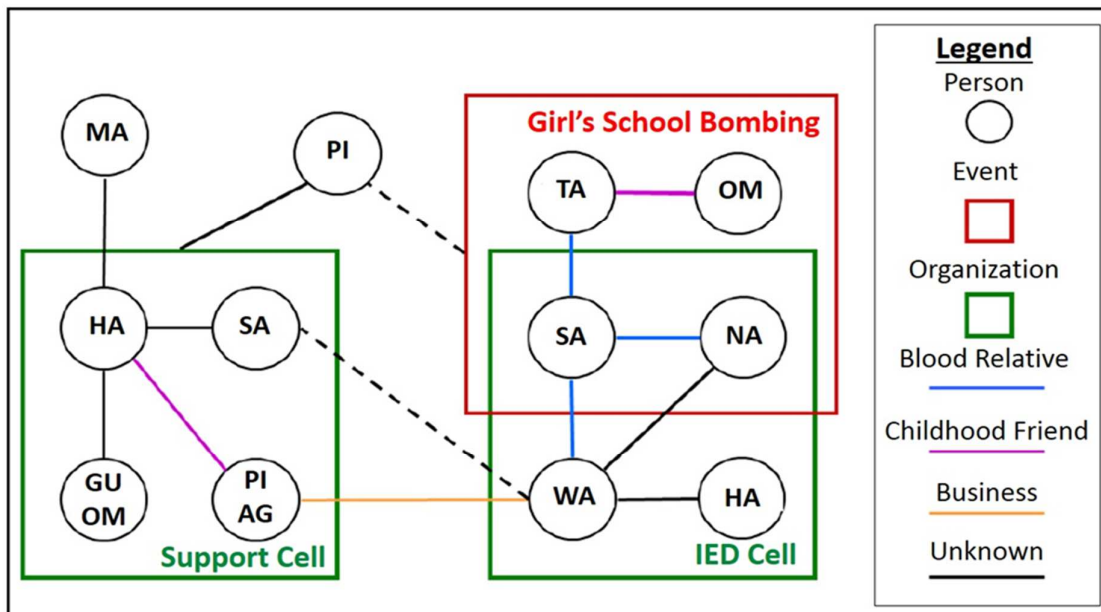 MA
PI
Girl's School Bombing
TA
OM
HA
SA
SA
NA
GU
OM
PI
AG
WA
HA
Support Cell
IED Cell
Legend
Person
Event
Organization
Blood Relative
Childhood Friend
Business
Unknown